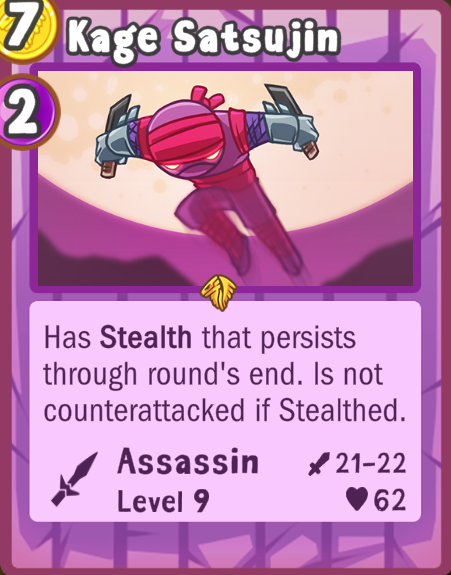 7
Kage Satsujin
2
Has Stealth that persists
through round's end. Is not
counterattacked if Stealthed.
Assassin 21–22
Level 9 62